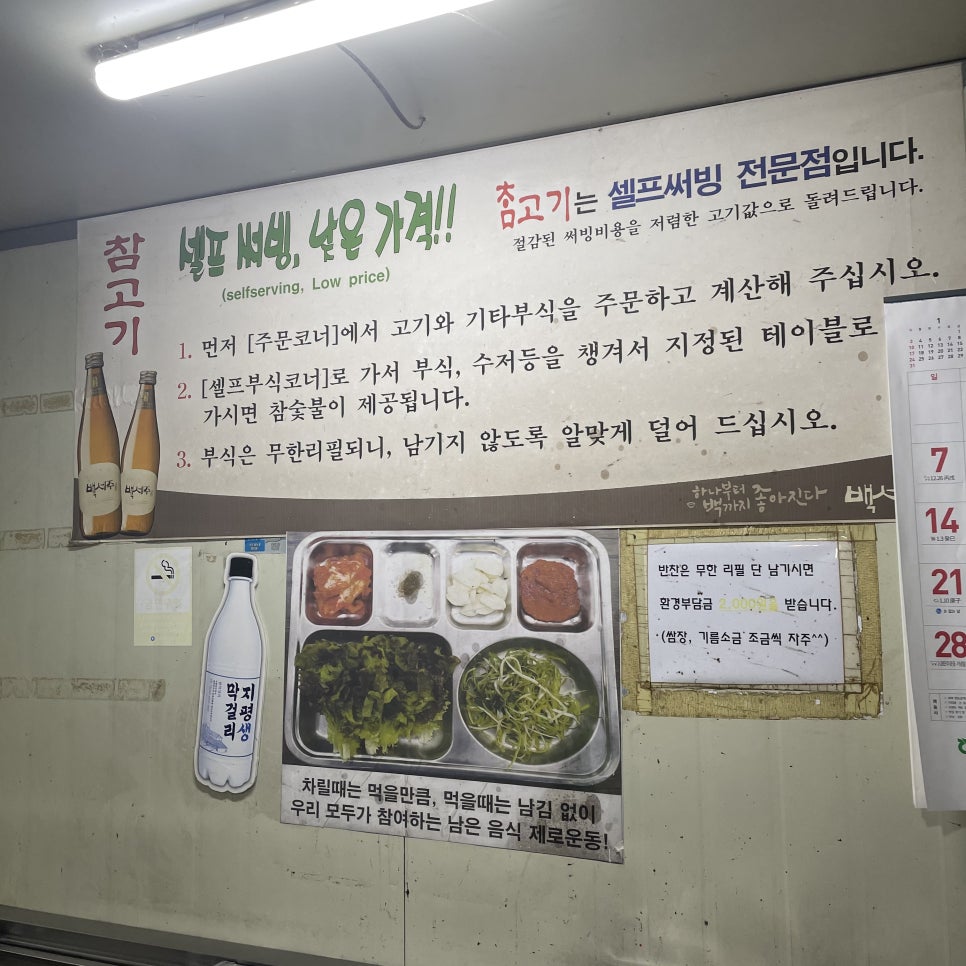 참고기
셀프 써빙, 낮은 가격!!
(selfserving, Low price)
참고기는 셀프써빙 전문점입니다.
절감된 써빙비용을 저렴한 고기값으로 돌려드립니다.
1. 먼저 [주문코너]에서 고기와 기타부식을 주문하고 계산해 주십시오.
2. [셀프부식코너]로 가서 부식, 수저등을 챙겨서 지정된 테이블로
가시면 참숯불이 제공됩니다.
3. 부식은 무한리필되니, 남기지 않도록 알맞게 덜어 드십시오.
백세주
백세주
하나부터
백까지 좋아진다
지평생
막걸리
차릴때는 먹을만큼, 먹을때는 남김 없이
우리 모두가 참여하는 남은 음식 제로운동!
반찬은 무한 리필 단 남기시면
환경부담금 2,000원을 받습니다.
(쌈장, 기름소금 조금씩 자주^^)
1
일
7
14
21
28